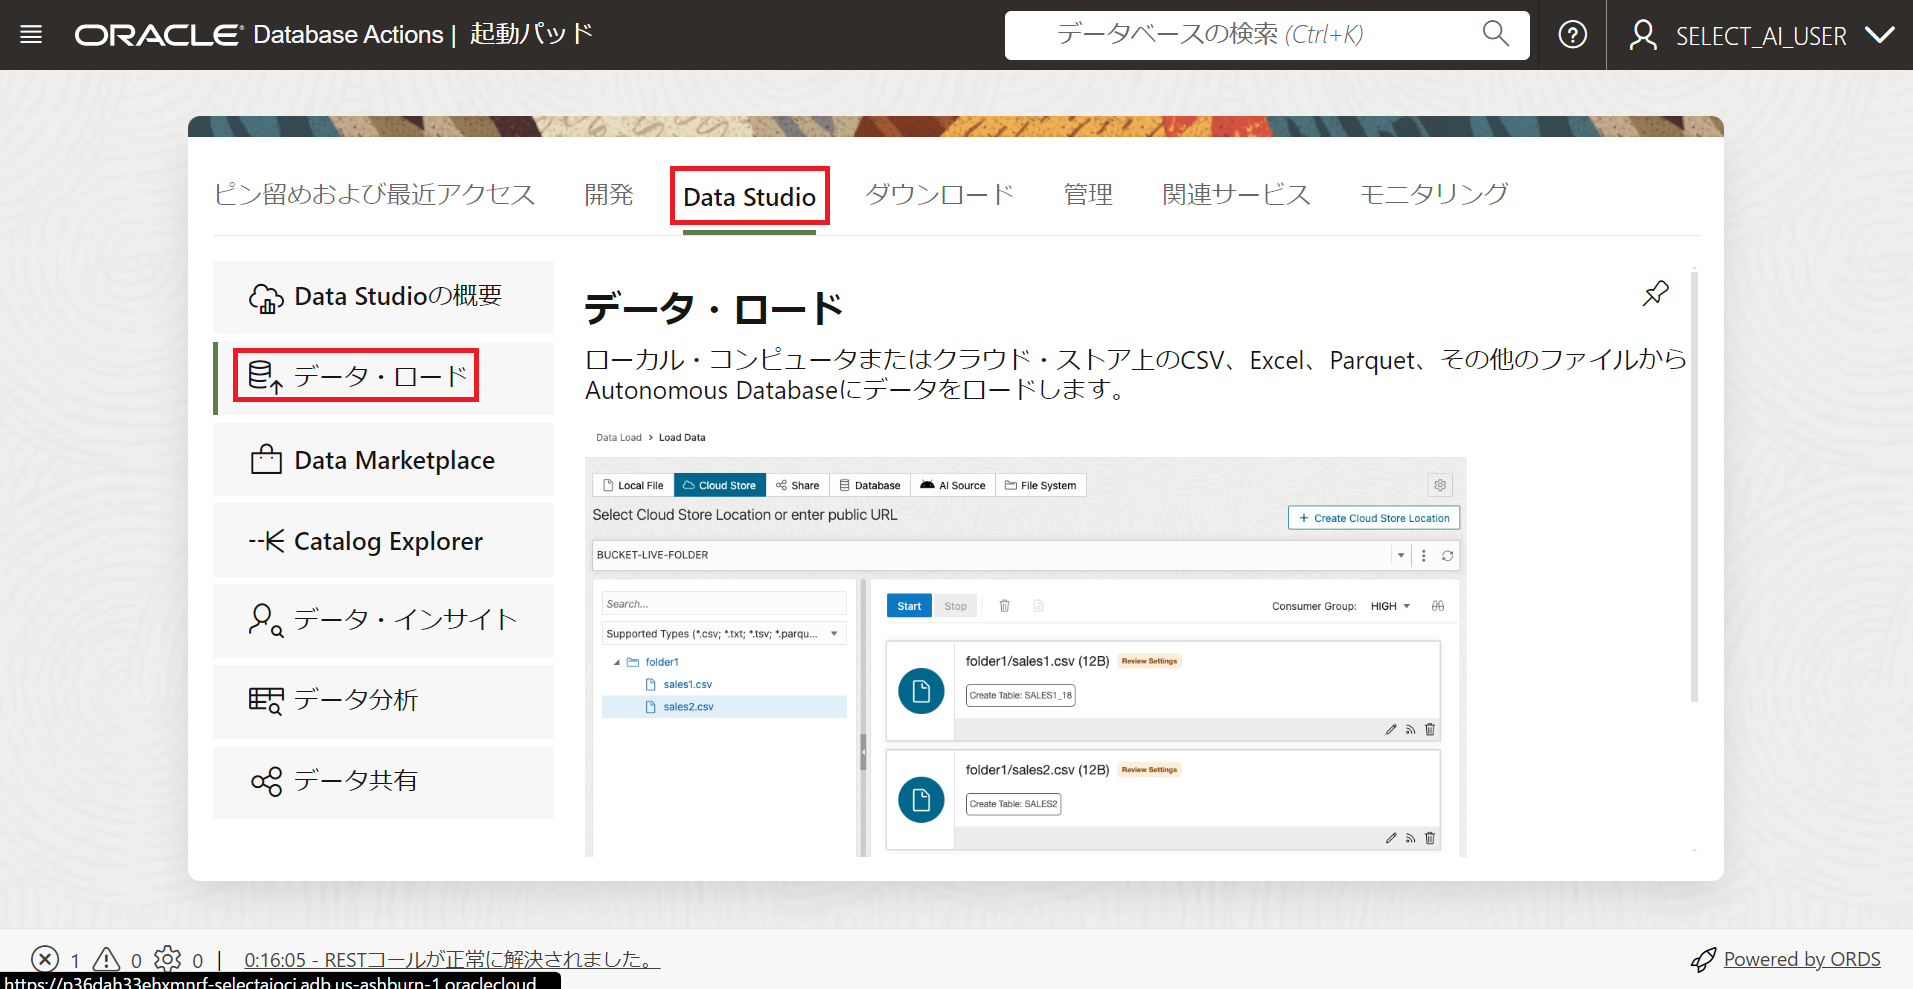 ORACLE Database Actions | 起動パッド
データベースの検索 (Ctrl+K)
SELECT_AI_USER
ピン留めおよび最近アクセス 開発 Data Studio ダウンロード 管理 関連サービス モニタリング
Data Studioの概要
データ・ロード
Data Marketplace
Catalog Explorer
データ・インサイト
データ分析
データ共有
データ・ロード
ローカル・コンピュータまたはクラウド・ストア上のCSV、Excel、Parquet、その他のファイルから
Autonomous Databaseにデータをロードします。
Data Load > Load Data
Local File Cloud Store Share Database AI Source File System
Select Cloud Store Location or enter public URL
+ Create Cloud Store Location
BUCKET-LIVE-FOLDER
Search...
Supported Types (*.csv; *.txt; *.tsv; *.parqu...
folder1
sales1.csv
sales2.csv
Start Stop Consumer Group: HIGH
folder1/sales1.csv (12B) Review Settings
Create Table: SALES1_18
folder1/sales2.csv (12B) Review Settings
Create Table: SALES2
1 0 0 | 0:16:05 - RESTコールが正常に解決されました。
Powered by ORDS
https://p36dah33ehxmnrf-selectaioci.adb.us-ashburn-1.oraclecloud...